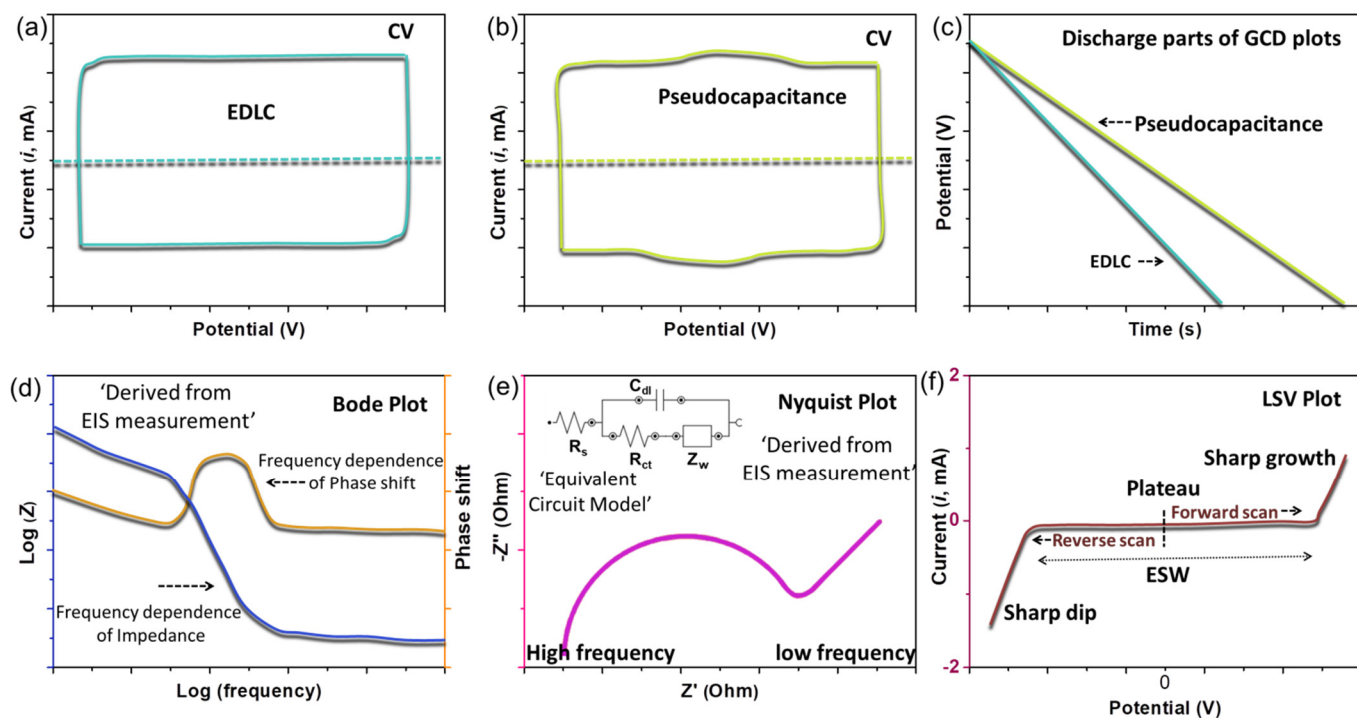 (a)
CV
EDLC
Current (i, mA)
Potential (V)
(b)
CV
Pseudocapacitance
Current (i, mA)
Potential (V)
(c)
Discharge parts of GCD plots
Pseudocapacitance
EDLC
Potential (V)
Time (s)
(d)
‘Derived from
EIS measurement’
Bode Plot
Frequency dependence
of Phase shift
Frequency dependence
of Impedance
Log (Z)
Phase shift
Log (frequency)
(e)
Cdl
Rs
Rct
Zw
Nyquist Plot
‘Derived from
EIS measurement’
‘Equivalent
Circuit Model’
-Z" (Ohm)
High frequency
low frequency
Z' (Ohm)
(f)
2
LSV Plot
1
Sharp growth
Plateau
Forward scan
0
Reverse scan
ESW
-1
Sharp dip
-2
Current (i, mA)
0
Potential (V)